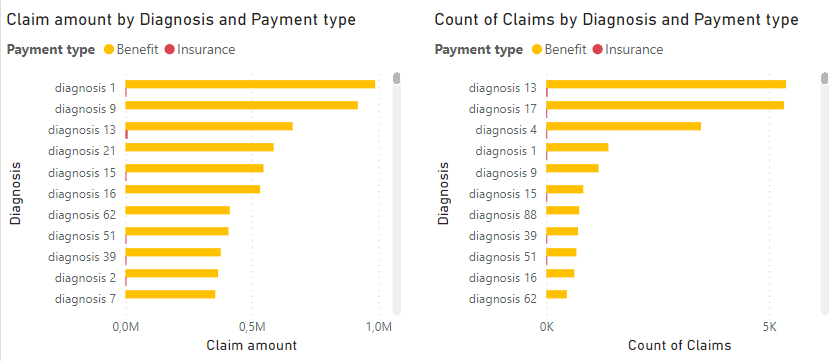 Claim amount by Diagnosis and Payment type
Payment type Benefit Insurance
Diagnosis
diagnosis 1
diagnosis 9
diagnosis 13
diagnosis 21
diagnosis 15
diagnosis 16
diagnosis 62
diagnosis 51
diagnosis 39
diagnosis 2
diagnosis 7
0,0M 0,5M 1,0M
Claim amount
Count of Claims by Diagnosis and Payment type
Payment type Benefit Insurance
Diagnosis
diagnosis 13
diagnosis 17
diagnosis 4
diagnosis 1
diagnosis 9
diagnosis 15
diagnosis 88
diagnosis 39
diagnosis 51
diagnosis 16
diagnosis 62
0K 5K
Count of Claims